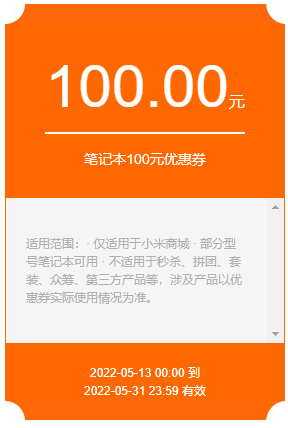 100.00元
笔记本100元优惠券
适用范围：· 仅适用于小米商城 · 部分型
号笔记本可用 · 不适用于秒杀、拼团、套
装、众筹、第三方产品等，涉及产品以优
惠券实际使用情况为准。
2022-05-13 00:00 到
2022-05-31 23:59 有效